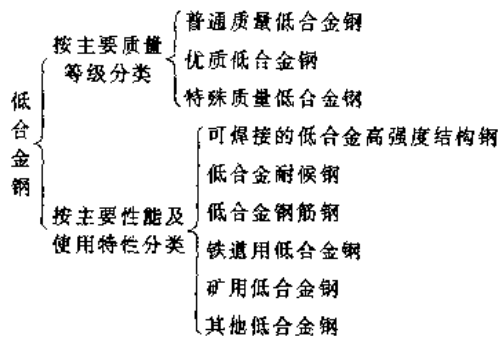 低合金钢
按主要质量
等级分类
普通质量低合金钢
优质低合金钢
特殊质量低合金钢
按主要性能及
使用特性分类
可焊接的低合金高强度结构钢
低合金耐候钢
低合金钢筋钢
铁道用低合金钢
矿用低合金钢
其他低合金钢